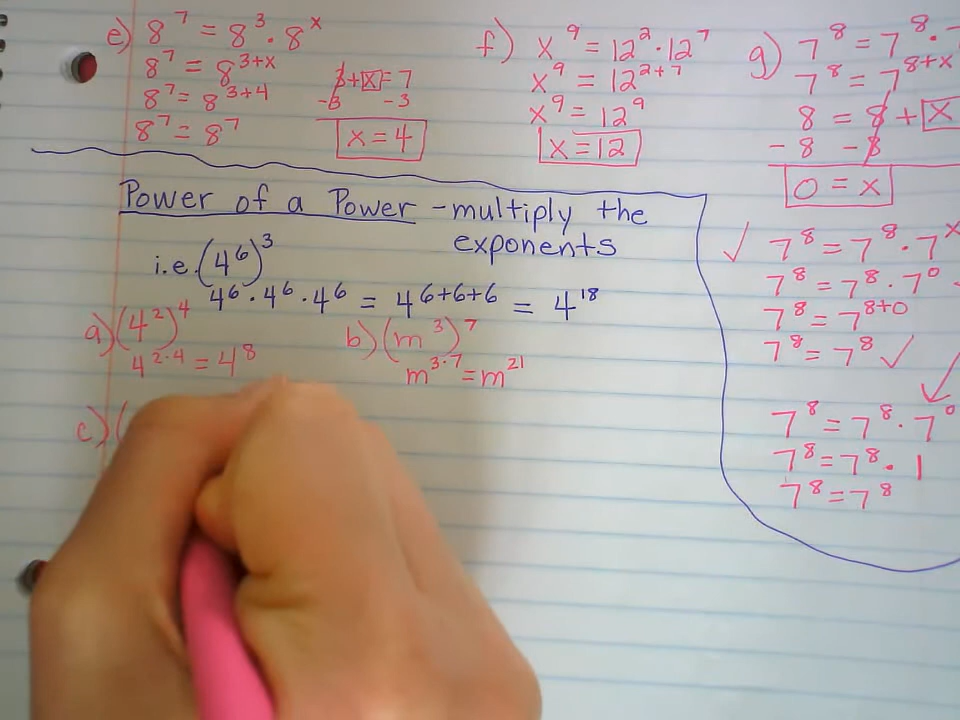 e) 8^7 = 8^3 · 8^x
8^7 = 8^{3+x}
8^7 = 8^{3+4}
8^7 = 8^7
3+x = 7
-3 -3
x = 4
f) x^9 = 12^2 · 12^7
x^9 = 12^{2+7}
x^9 = 12^9
x = 12
g) 7^8 = 7^8 ·
7^8 = 7^{8+x}
8 = 8 + x
- 8 - 8
0 = x
✓ 7^8 = 7^8 · 7^x
7^8 = 7^8 · 7^0
7^8 = 7^{8+0}
7^8 = 7^8 ✓
7^8 = 7^8 · 7^0
7^8 = 7^8 · 1
7^8 = 7^8
Power of a Power - multiply the
exponents
i.e. (4^6)^3
4^6 · 4^6 · 4^6 = 4^{6+6+6} = 4^{18}
a) (4^2)^4
4^{2·4} = 4^8
b) (m^3)^7
m^{3·7} = m^{21}
c) (